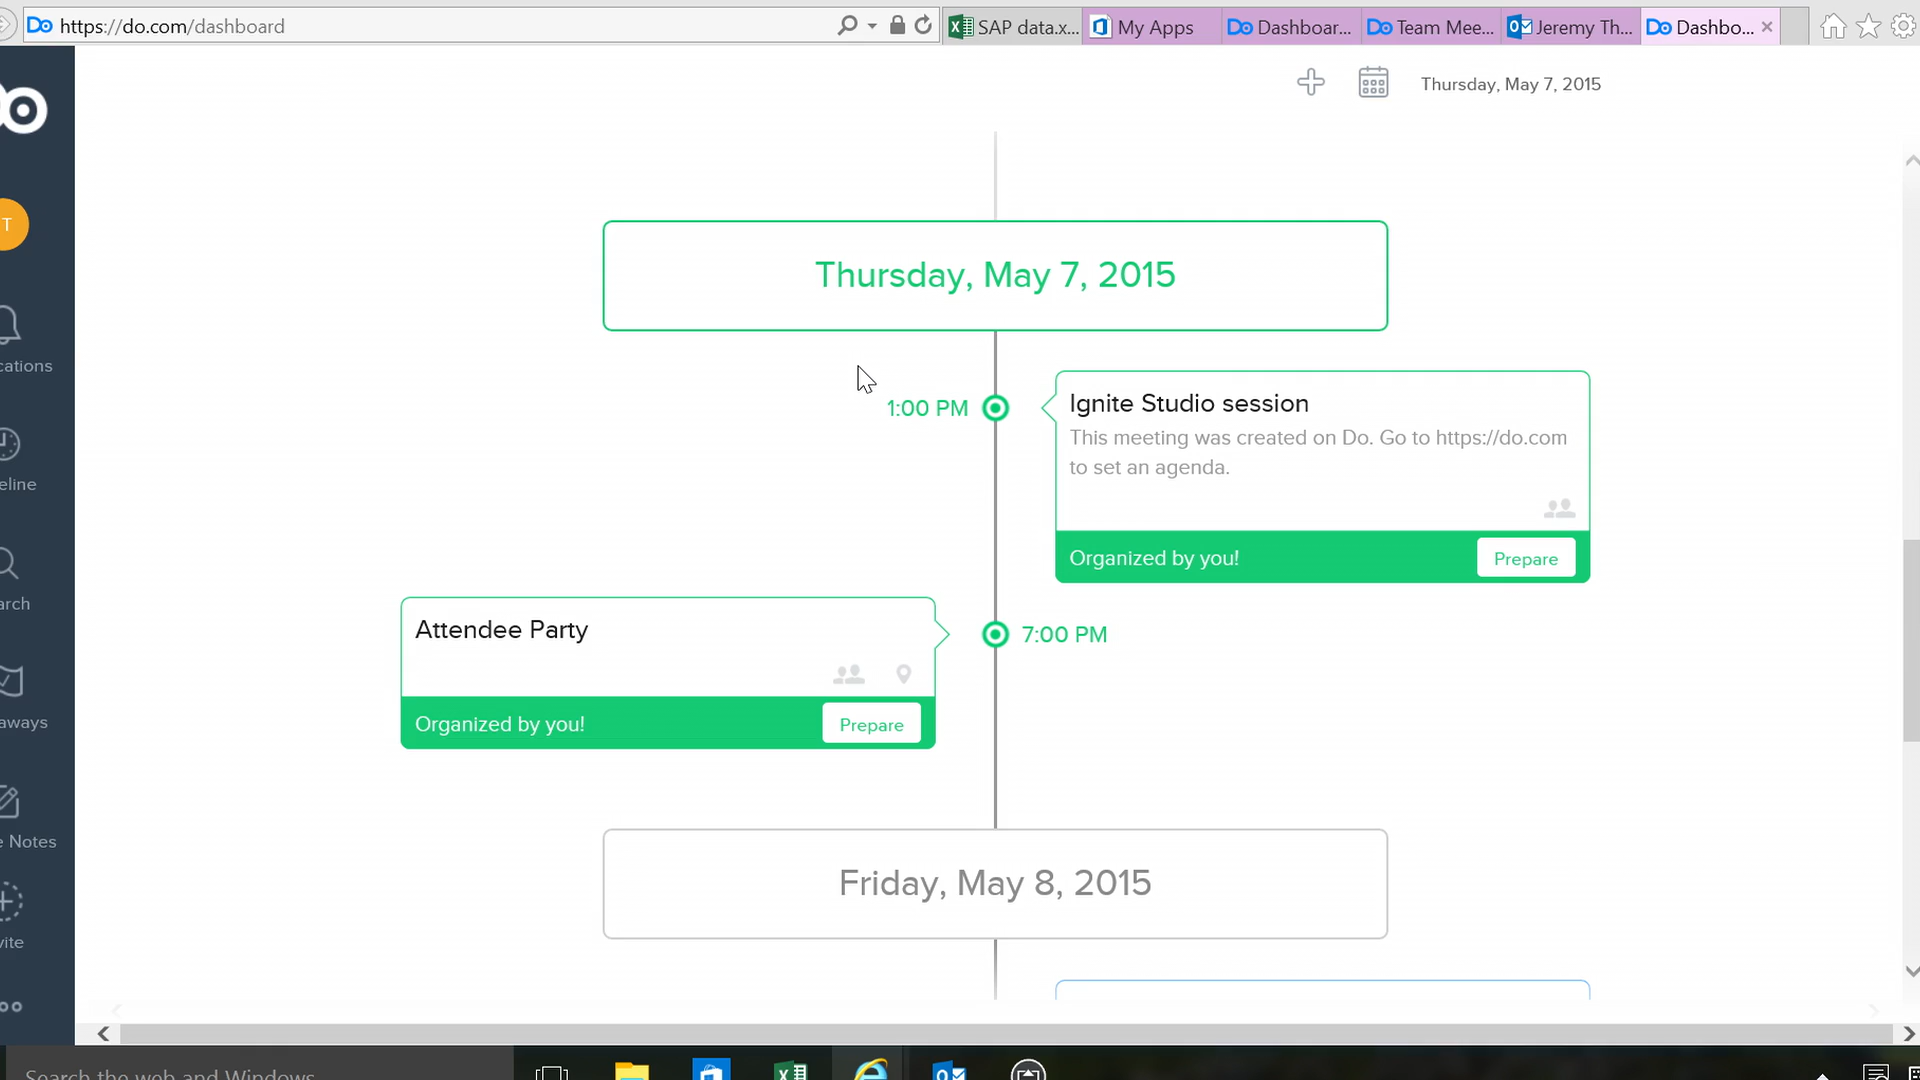 https://do.com/dashboard
SAP data.x...
My Apps
Dashboar...
Team Mee...
Jeremy Th...
Dashbo...
Thursday, May 7, 2015
T
cations
eline
arch
aways
e Notes
vite
Thursday, May 7, 2015
1:00 PM
Ignite Studio session
This meeting was created on Do. Go to https://do.com
to set an agenda.
Organized by you!
Prepare
Attendee Party
7:00 PM
Organized by you!
Prepare
Friday, May 8, 2015
Search the web and Windows